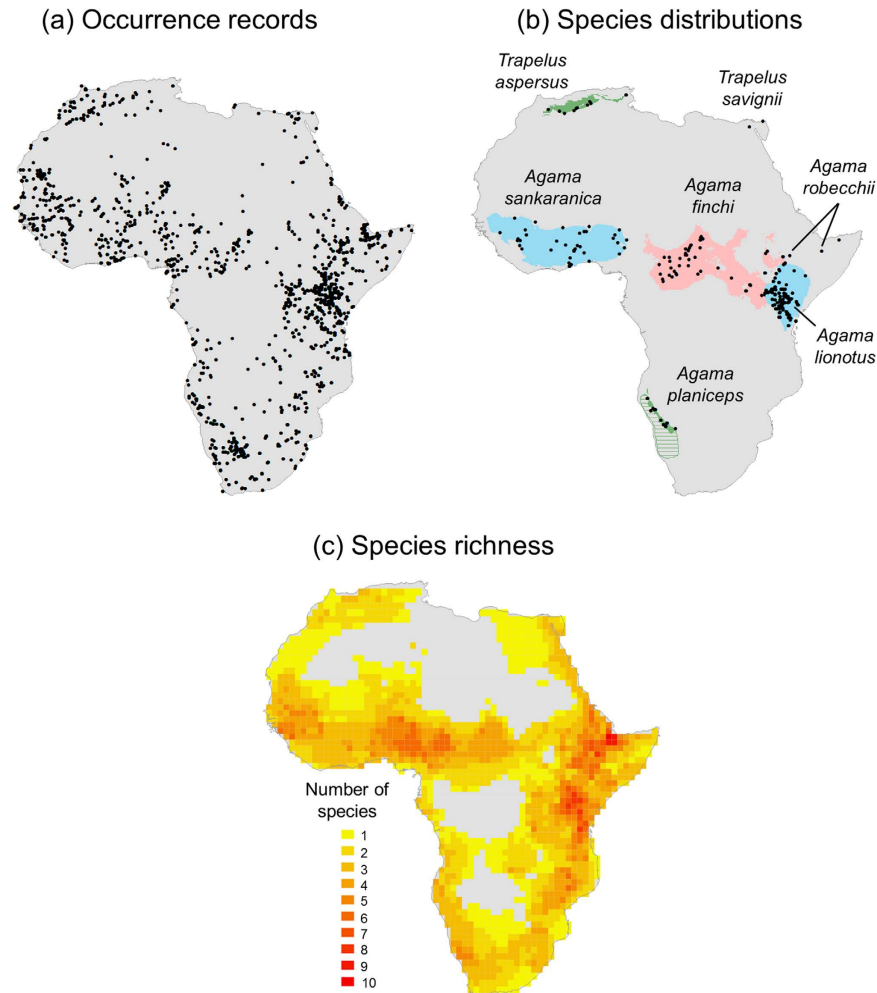 (a) Occurrence records
(b) Species distributions
Trapelus
aspersus
Trapelus
savignii
Agama
robecchii
Agama
sankaranica
Agama
finchi
Agama
lionotus
Agama
planiceps
(c) Species richness
Number of
species
1
2
3
4
5
6
7
8
9
10